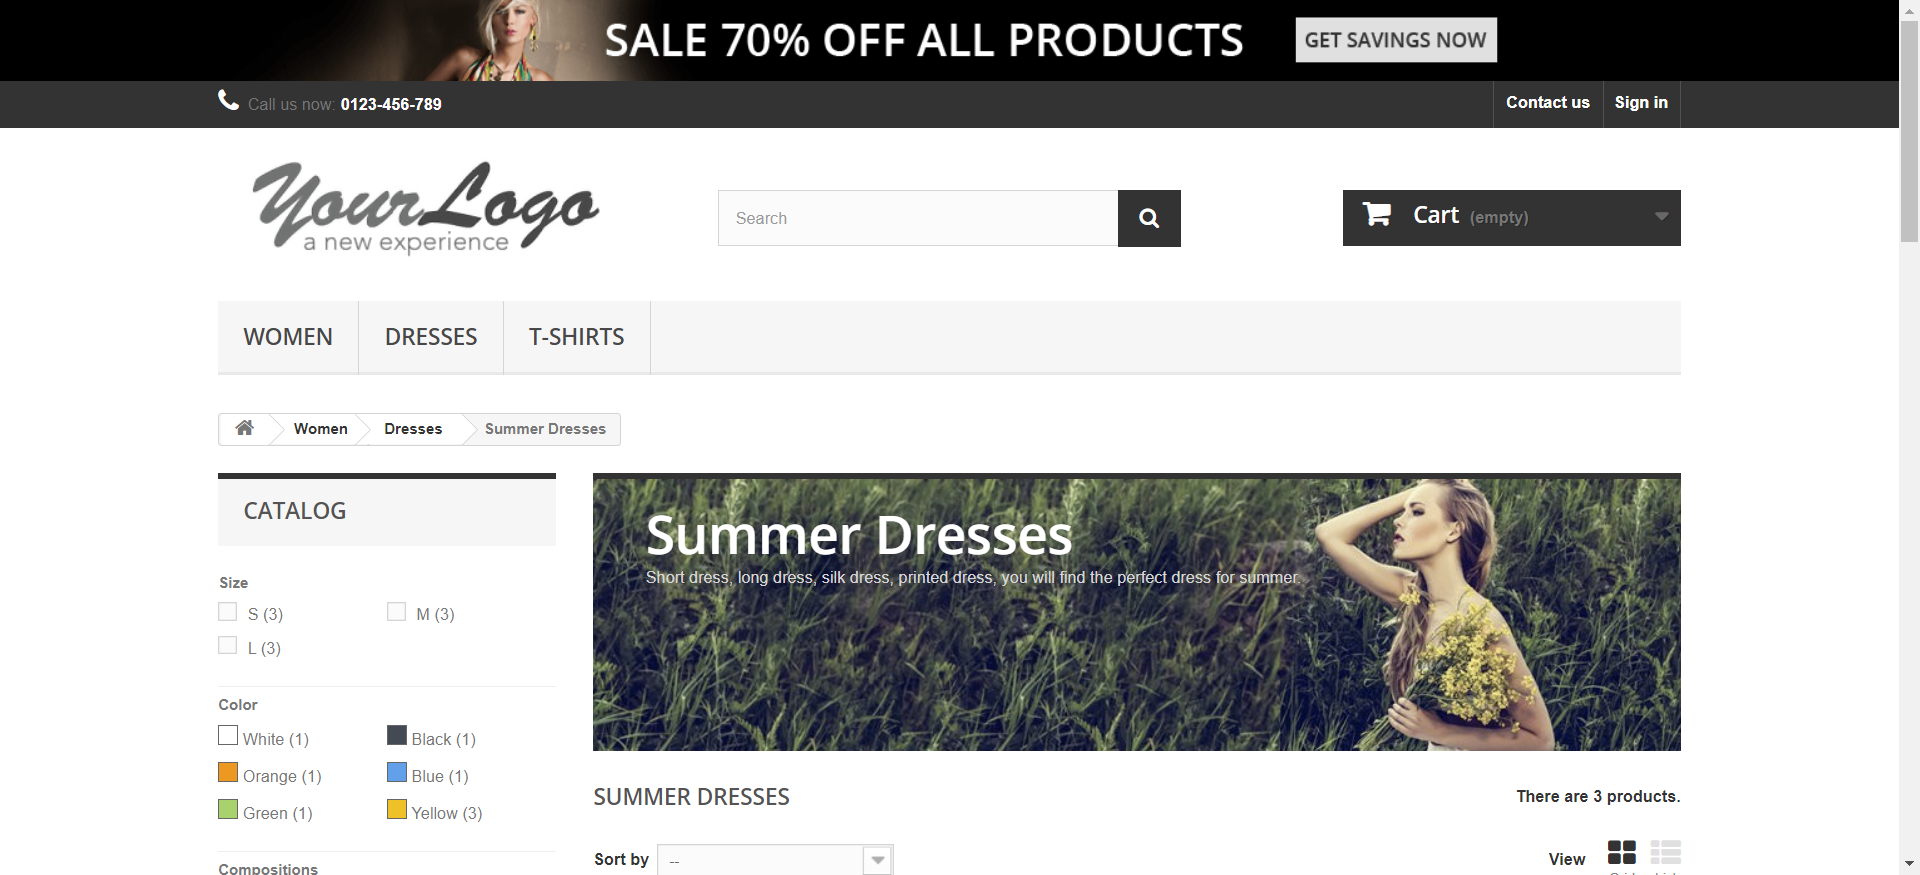 SALE 70% OFF ALL PRODUCTS GET SAVINGS NOW
Call us now: 0123-456-789 Contact us Sign in
YourLogo
a new experience
Search
Cart (empty)
WOMEN DRESSES T-SHIRTS
Women Dresses Summer Dresses
CATALOG
Size
S (3) M (3)
L (3)
Color
White (1) Black (1)
Orange (1) Blue (1)
Green (1) Yellow (3)
Compositions
Summer Dresses
Short dress, long dress, silk dress, printed dress, you will find the perfect dress for summer.
SUMMER DRESSES There are 3 products.
Sort by -- View